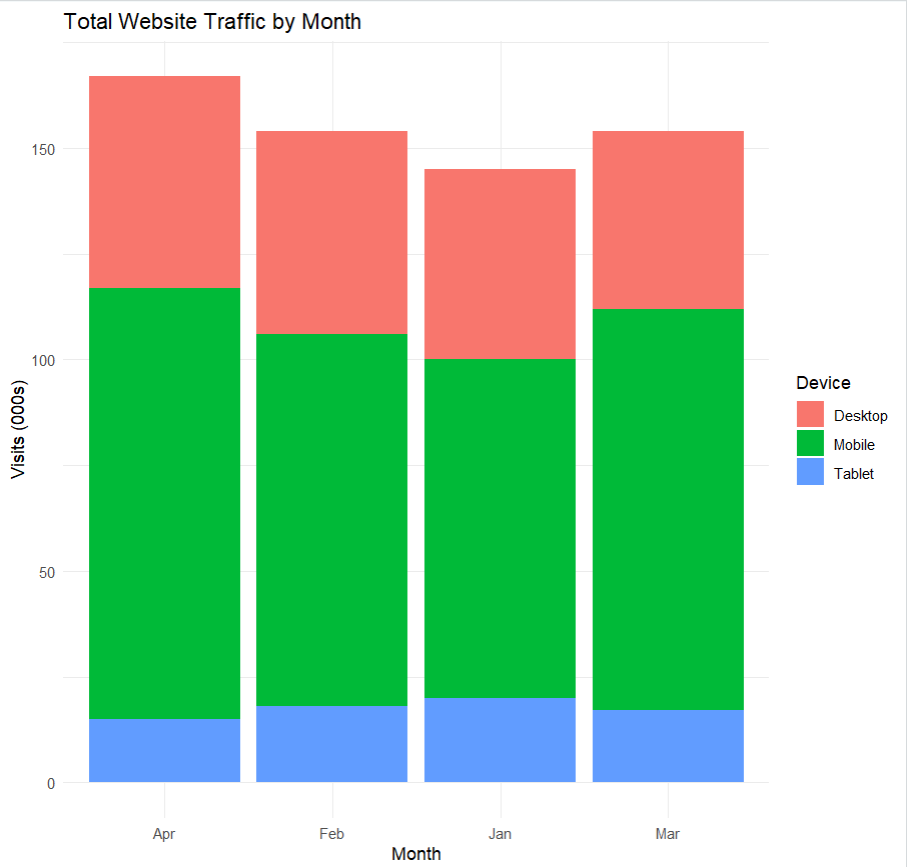 Total Website Traffic by Month
Visits (000s)
150
100
50
0
Apr Feb Jan Mar
Month
Device
Desktop
Mobile
Tablet